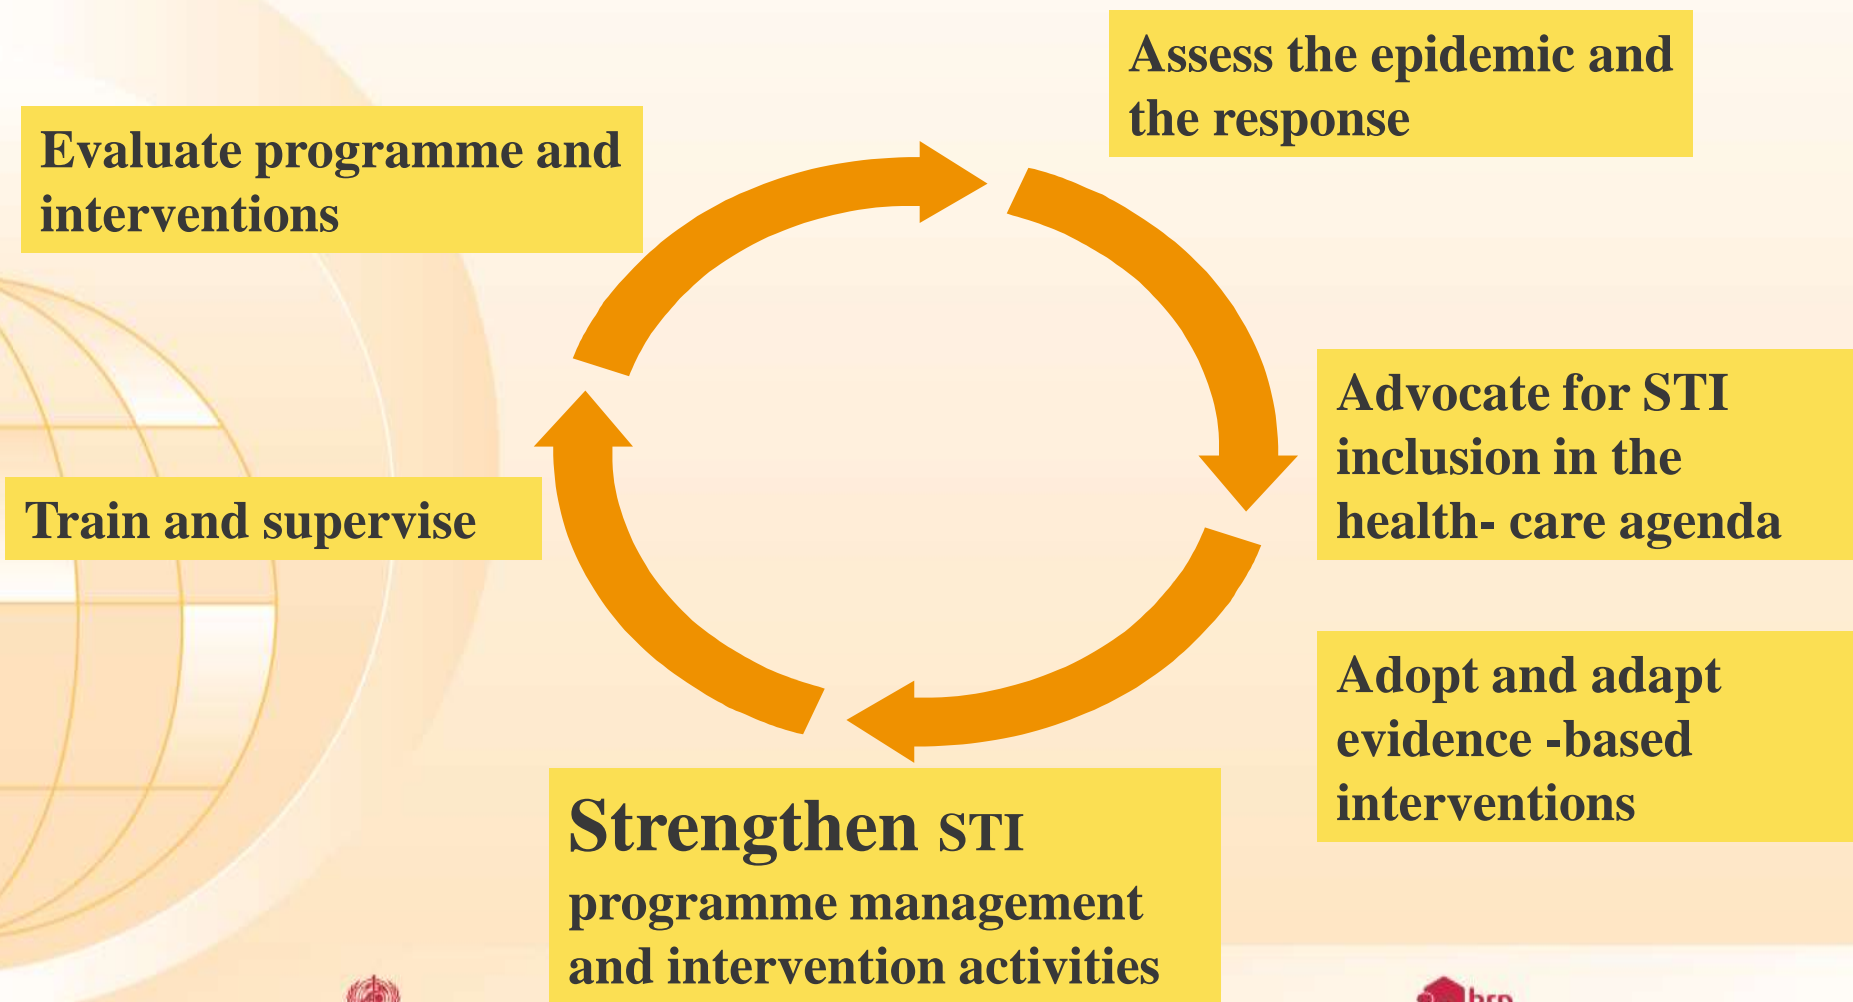 Assess the epidemic and
the response
Evaluate programme and
interventions
Advocate for STI
inclusion in the
health- care agenda
Train and supervise
Adopt and adapt
evidence -based
interventions
Strengthen STI
programme management
and intervention activities